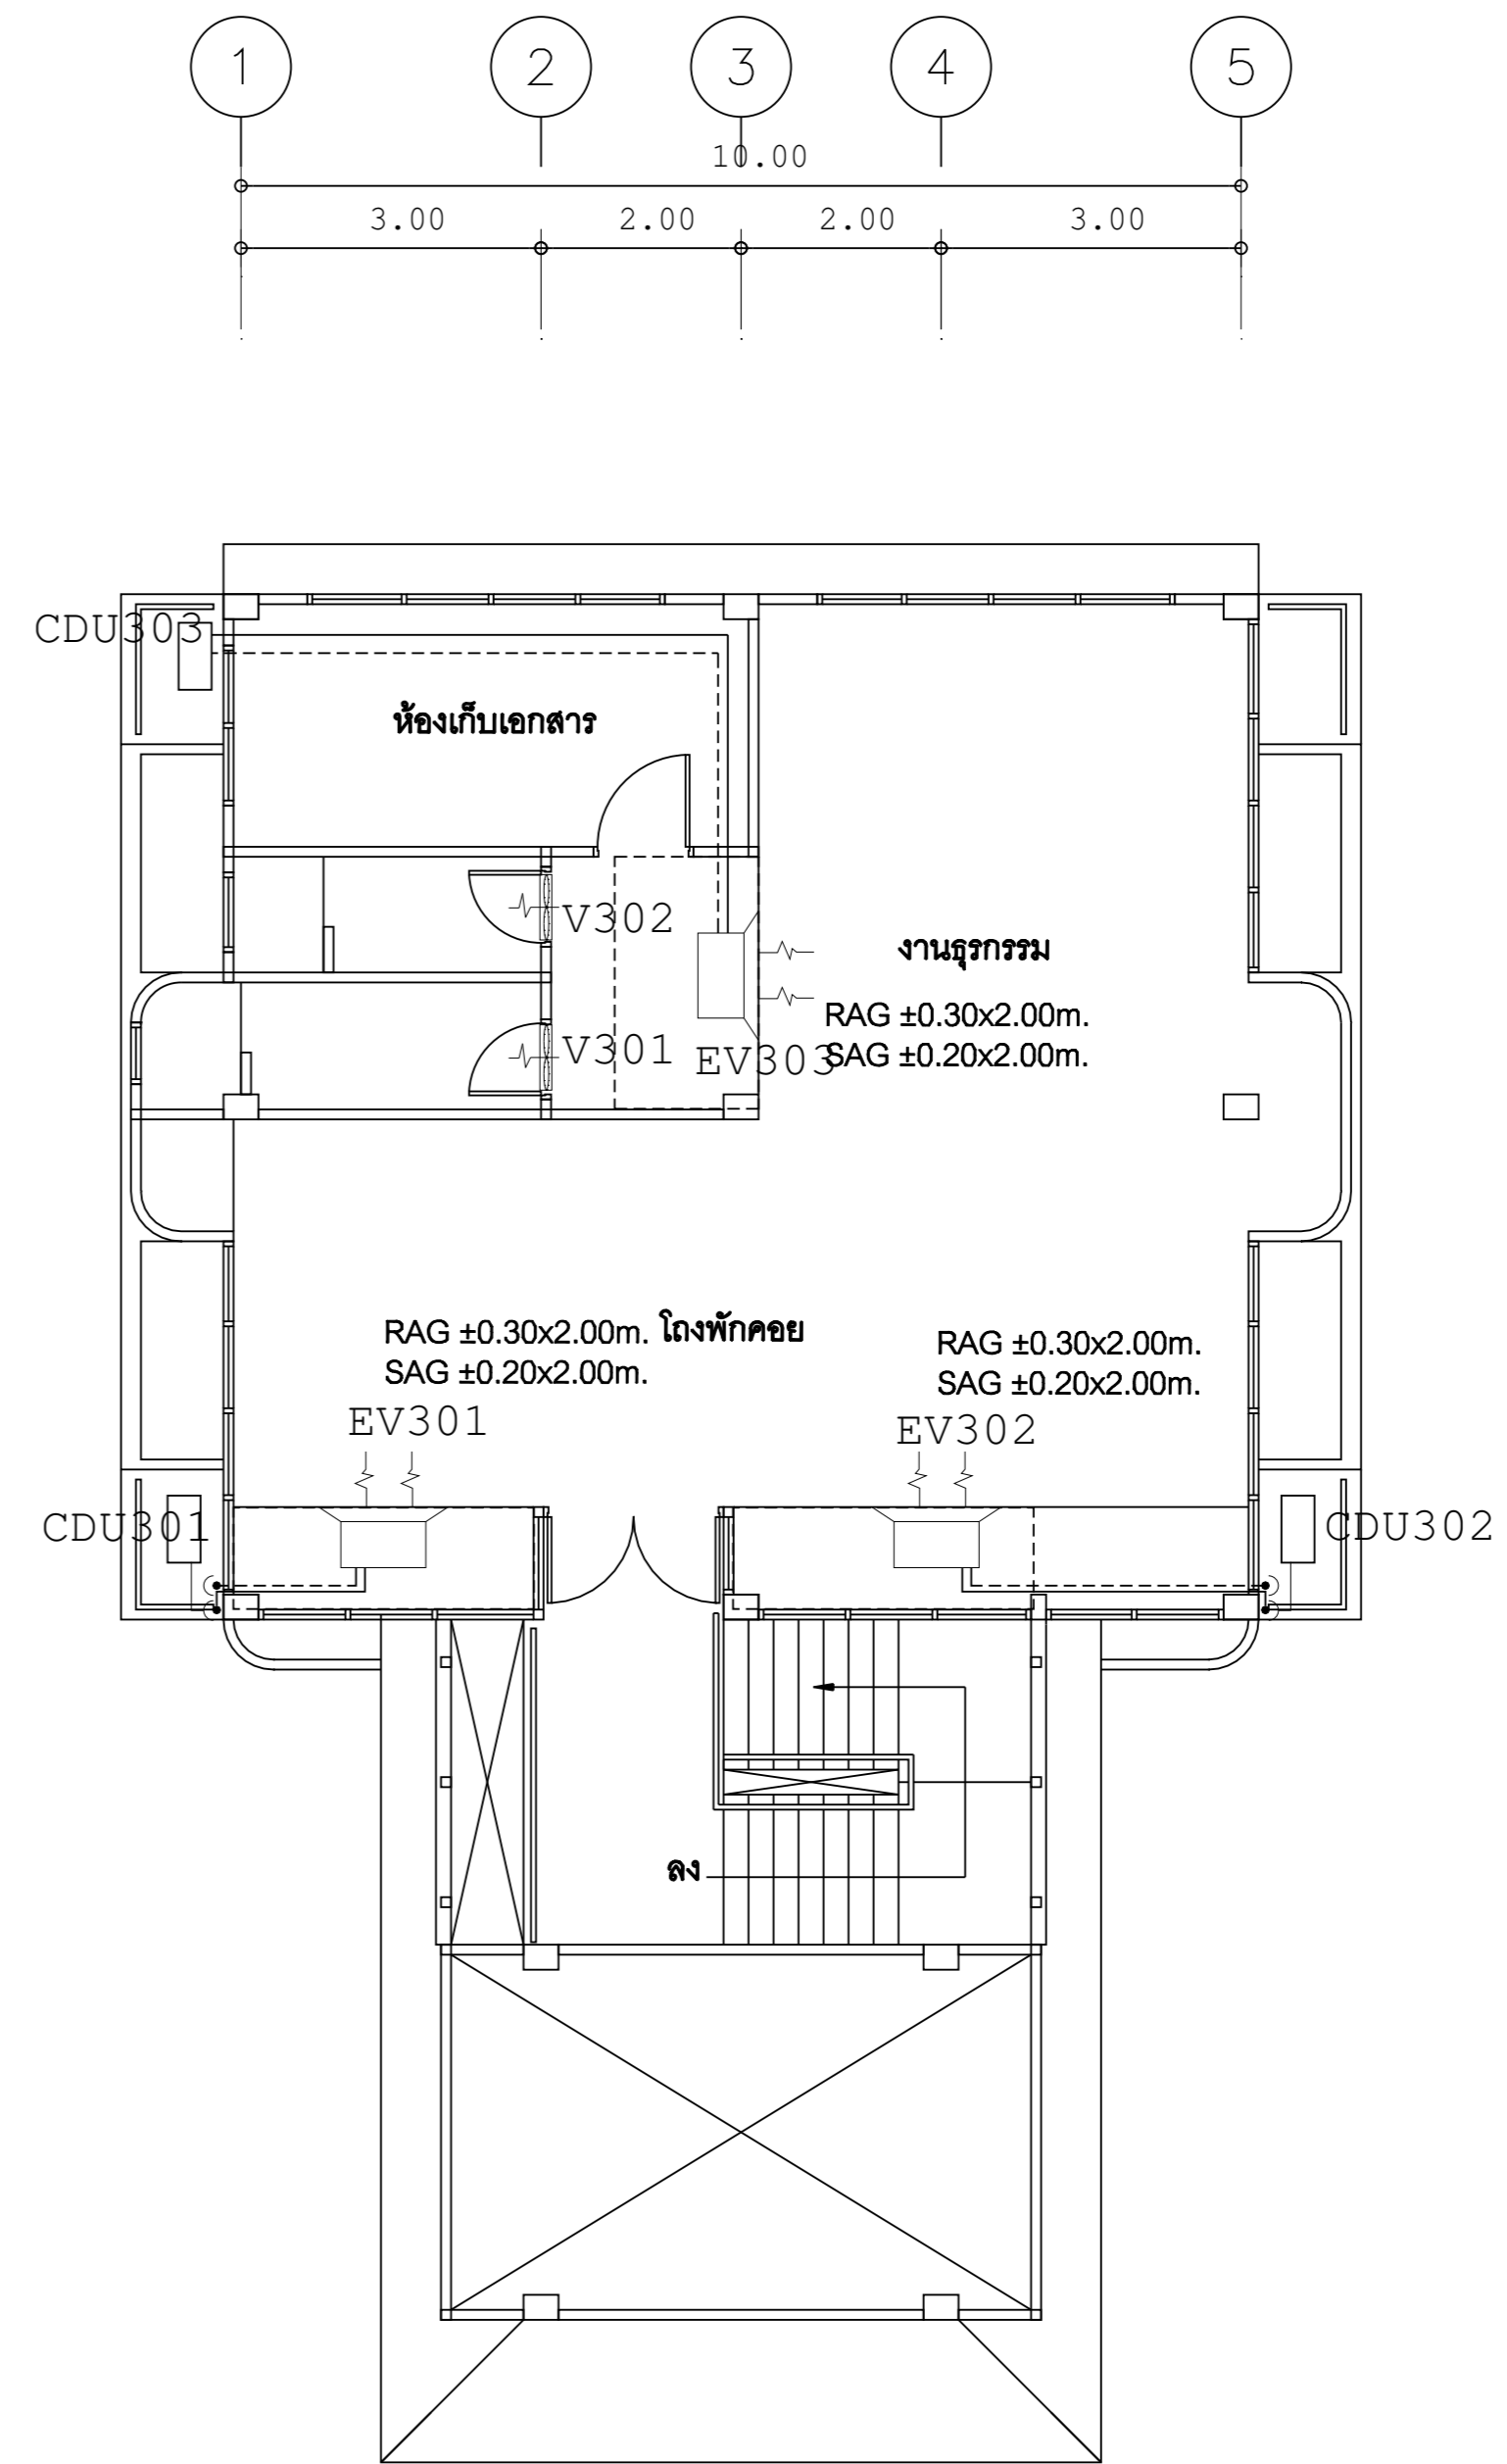 1 2 3 4 5
10.00
3.00 2.00 2.00 3.00
CDU303
ห้องเก็บเอกสาร
V302
งานธุรกรรม
RAG ±0.30x2.00m.
V301
EV303
SAG ±0.20x2.00m.
RAG ±0.30x2.00m.
SAG ±0.20x2.00m.
โถงพักคอย
RAG ±0.30x2.00m.
SAG ±0.20x2.00m.
EV301
EV302
CDU301
CDU302
ลง